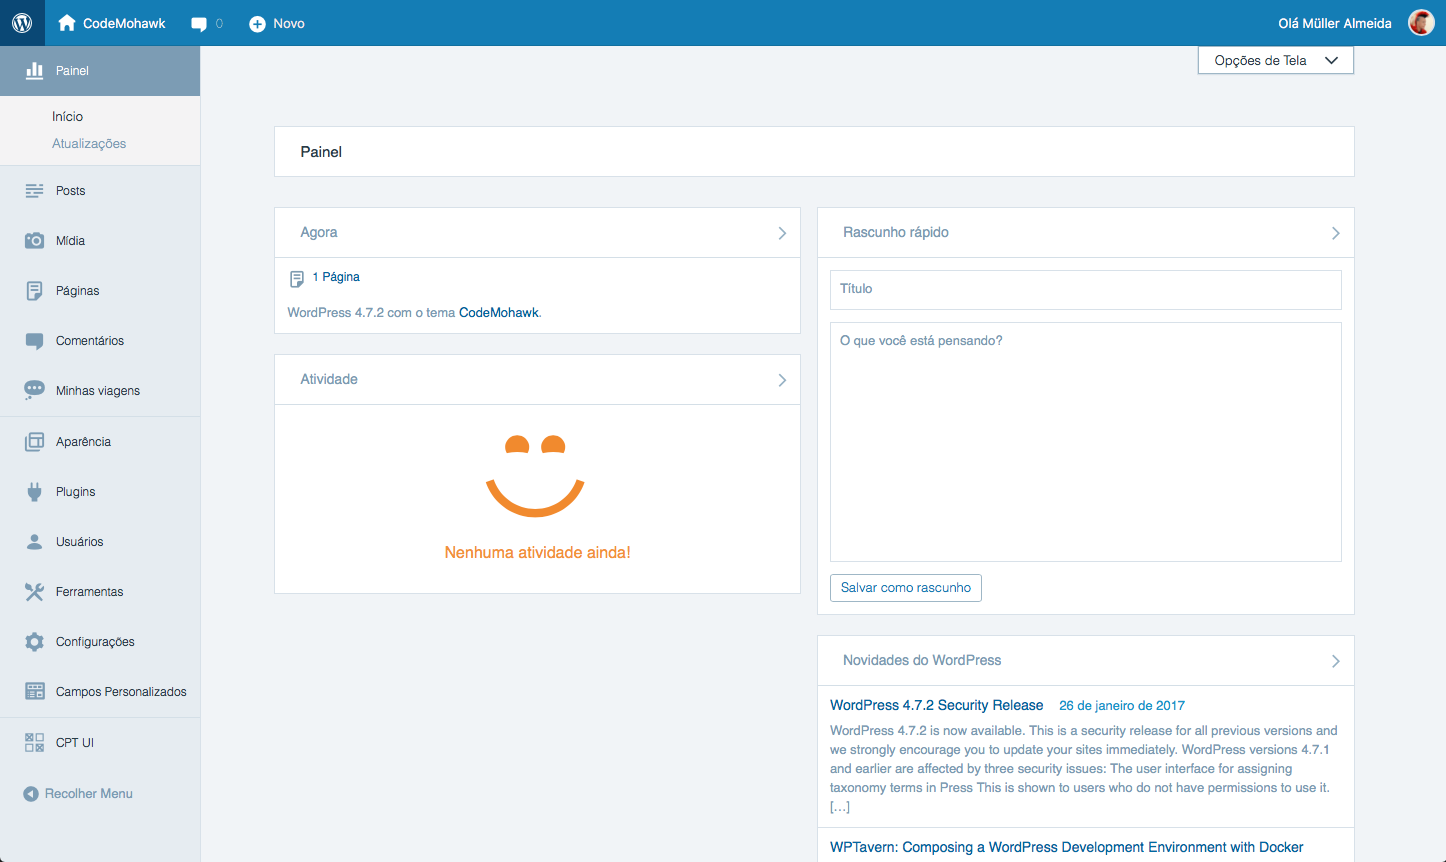 CodeMohawk
0
Novo
Olá Müller Almeida
Opções de Tela
Painel
Início
Atualizações
Posts
Mídia
Páginas
Comentários
Minhas viagens
Aparência
Plugins
Usuários
Ferramentas
Configurações
Campos Personalizados
CPT UI
Recolher Menu
Painel
Agora
1 Página
WordPress 4.7.2 com o tema CodeMohawk.
Atividade
Nenhuma atividade ainda!
Rascunho rápido
Título
O que você está pensando?
Salvar como rascunho
Novidades do WordPress
WordPress 4.7.2 Security Release 26 de janeiro de 2017
WordPress 4.7.2 is now available. This is a security release for all previous versions and
we strongly encourage you to update your sites immediately. WordPress versions 4.7.1
and earlier are affected by three security issues: The user interface for assigning
taxonomy terms in Press This is shown to users who do not have permissions to use it.
[…]
WPTavern: Composing a WordPress Development Environment with Docker